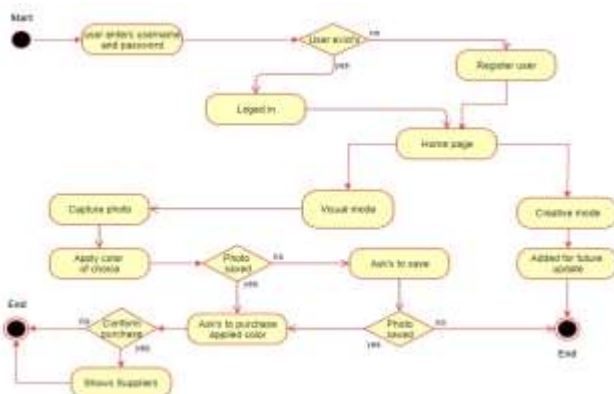 Start
user enters username
and password
User exist's
no
yes
Register user
Loged in
Home page
Capture photo
Visual mode
Creative mode
Apply color
of choice
Photo
saved
no
yes
Ask's to save
Added for future
update
End
no
Confirm
purchase
yes
Ask's to purchase
applied color
yes
Photo
saved
no
End
Shows Suppliers